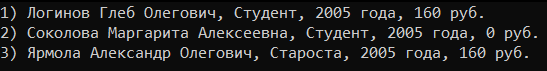 1) Логинов Глеб Олегович, Студент, 2005 года, 160 руб.
2) Соколова Маргарита Алексеевна, Студент, 2005 года, 0 руб.
3) Ярмола Александр Олегович, Староста, 2005 года, 160 руб.